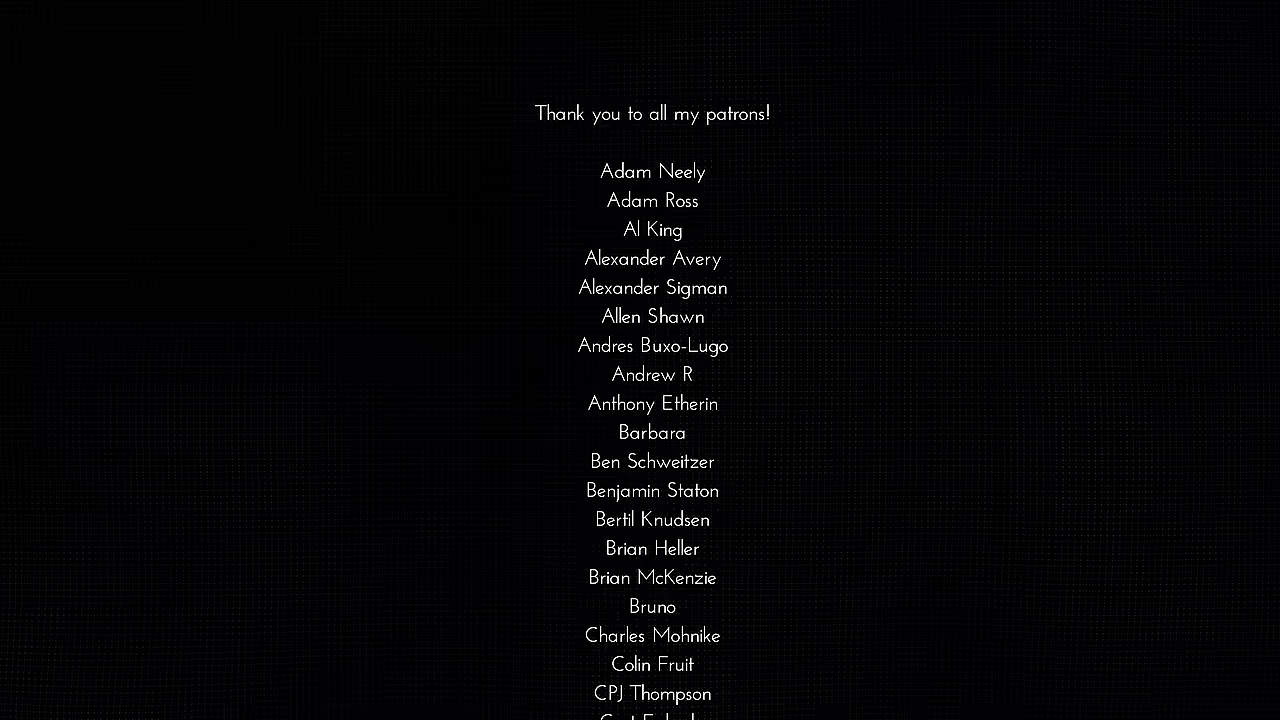 Thank you to all my patrons!
Adam Neely
Adam Ross
Al King
Alexander Avery
Alexander Sigman
Allen Shawn
Andres Buxo-Lugo
Andrew R
Anthony Etherin
Barbara
Ben Schweitzer
Benjamin Staton
Bertil Knudsen
Brian Heller
Brian McKenzie
Bruno
Charles Mohnike
Colin Fruit
CPJ Thompson